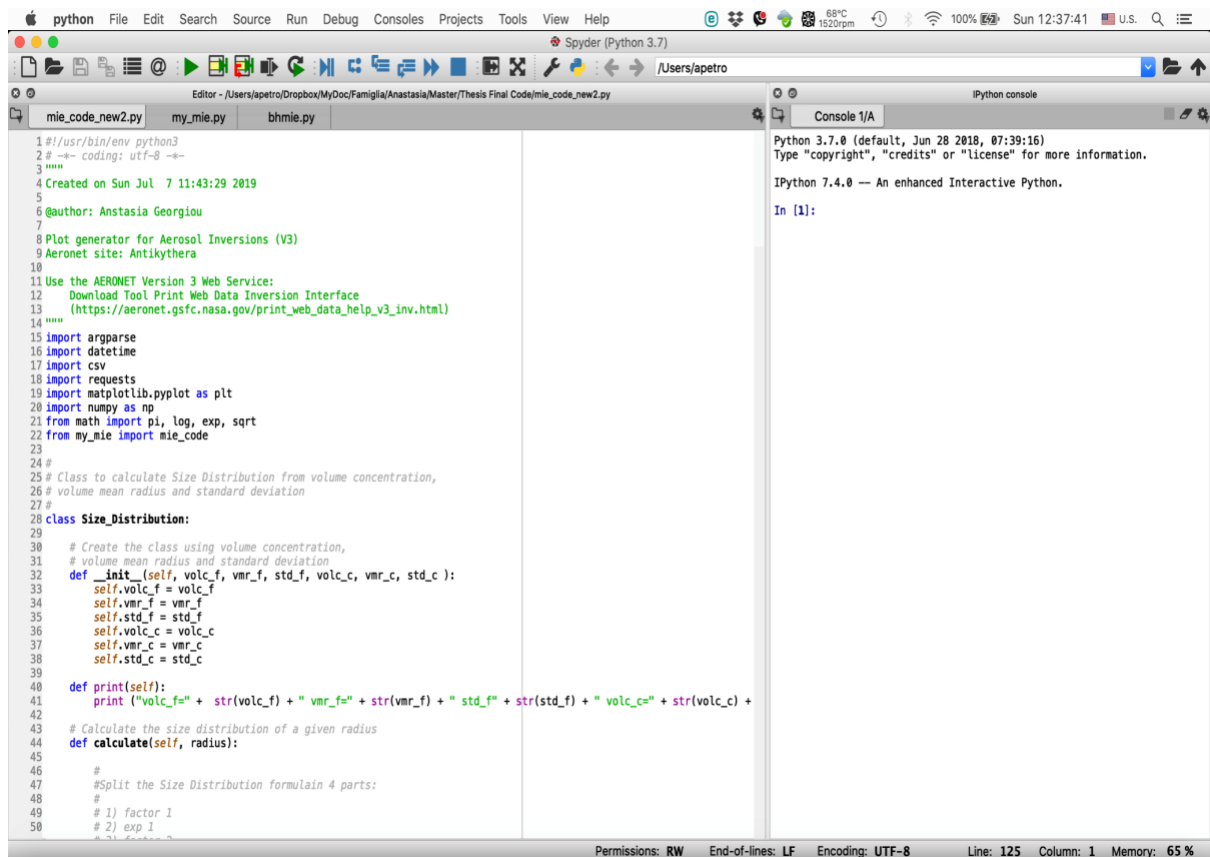 python File Edit Search Source Run Debug Consoles Projects Tools View Help 68°C 1520rpm 100% Sun 12:37:41 U.S.
Spyder (Python 3.7)
/Users/apetro
Editor - /Users/apetro/Dropbox/MyDoc/Famiglia/Anastasia/Master/Thesis Final Code/mie_code_new2.py
mie_code_new2.py my_mie.py bhmie.py
1 #!/usr/bin/env python3
2 # -*- coding: utf-8 -*-
3 """
4 Created on Sun Jul  7 11:43:29 2019
5
6 @author: Anstasia Georgiou
7
8 Plot generator for Aerosol Inversions (V3)
9 Aeronet site: Antikythera
10
11 Use the AERONET Version 3 Web Service:
12     Download Tool Print Web Data Inversion Interface
13     (https://aeronet.gsfc.nasa.gov/print_web_data_help_v3_inv.html)
14 """
15 import argparse
16 import datetime
17 import csv
18 import requests
19 import matplotlib.pyplot as plt
20 import numpy as np
21 from math import pi, log, exp, sqrt
22 from my_mie import mie_code
23
24 #
25 # Class to calculate Size Distribution from volume concentration,
26 # volume mean radius and standard deviation
27 #
28 class Size_Distribution:
29
30     # Create the class using volume concentration,
31     # volume mean radius and standard deviation
32     def __init__(self, volc_f, vmr_f, std_f, volc_c, vmr_c, std_c ):
33         self.volc_f = volc_f
34         self.vmr_f = vmr_f
35         self.std_f = std_f
36         self.volc_c = volc_c
37         self.vmr_c = vmr_c
38         self.std_c = std_c
39
40     def print(self):
41         print ("volc_f=" +  str(volc_f) + " vmr_f=" + str(vmr_f) + " std_f" + str(std_f) + " volc_c=" + str(volc_c) +
42
43     # Calculate the size distribution of a given radius
44     def calculate(self, radius):
45
46         #
47         #Split the Size Distribution formulain 4 parts:
48         #
49         # 1) factor 1
50         # 2) exp 1
IPython console
Console 1/A
Python 3.7.0 (default, Jun 28 2018, 07:39:16)
Type "copyright", "credits" or "license" for more information.
IPython 7.4.0 -- An enhanced Interactive Python.
In [1]:
Permissions: RW End-of-lines: LF Encoding: UTF-8 Line: 125 Column: 1 Memory: 65 %